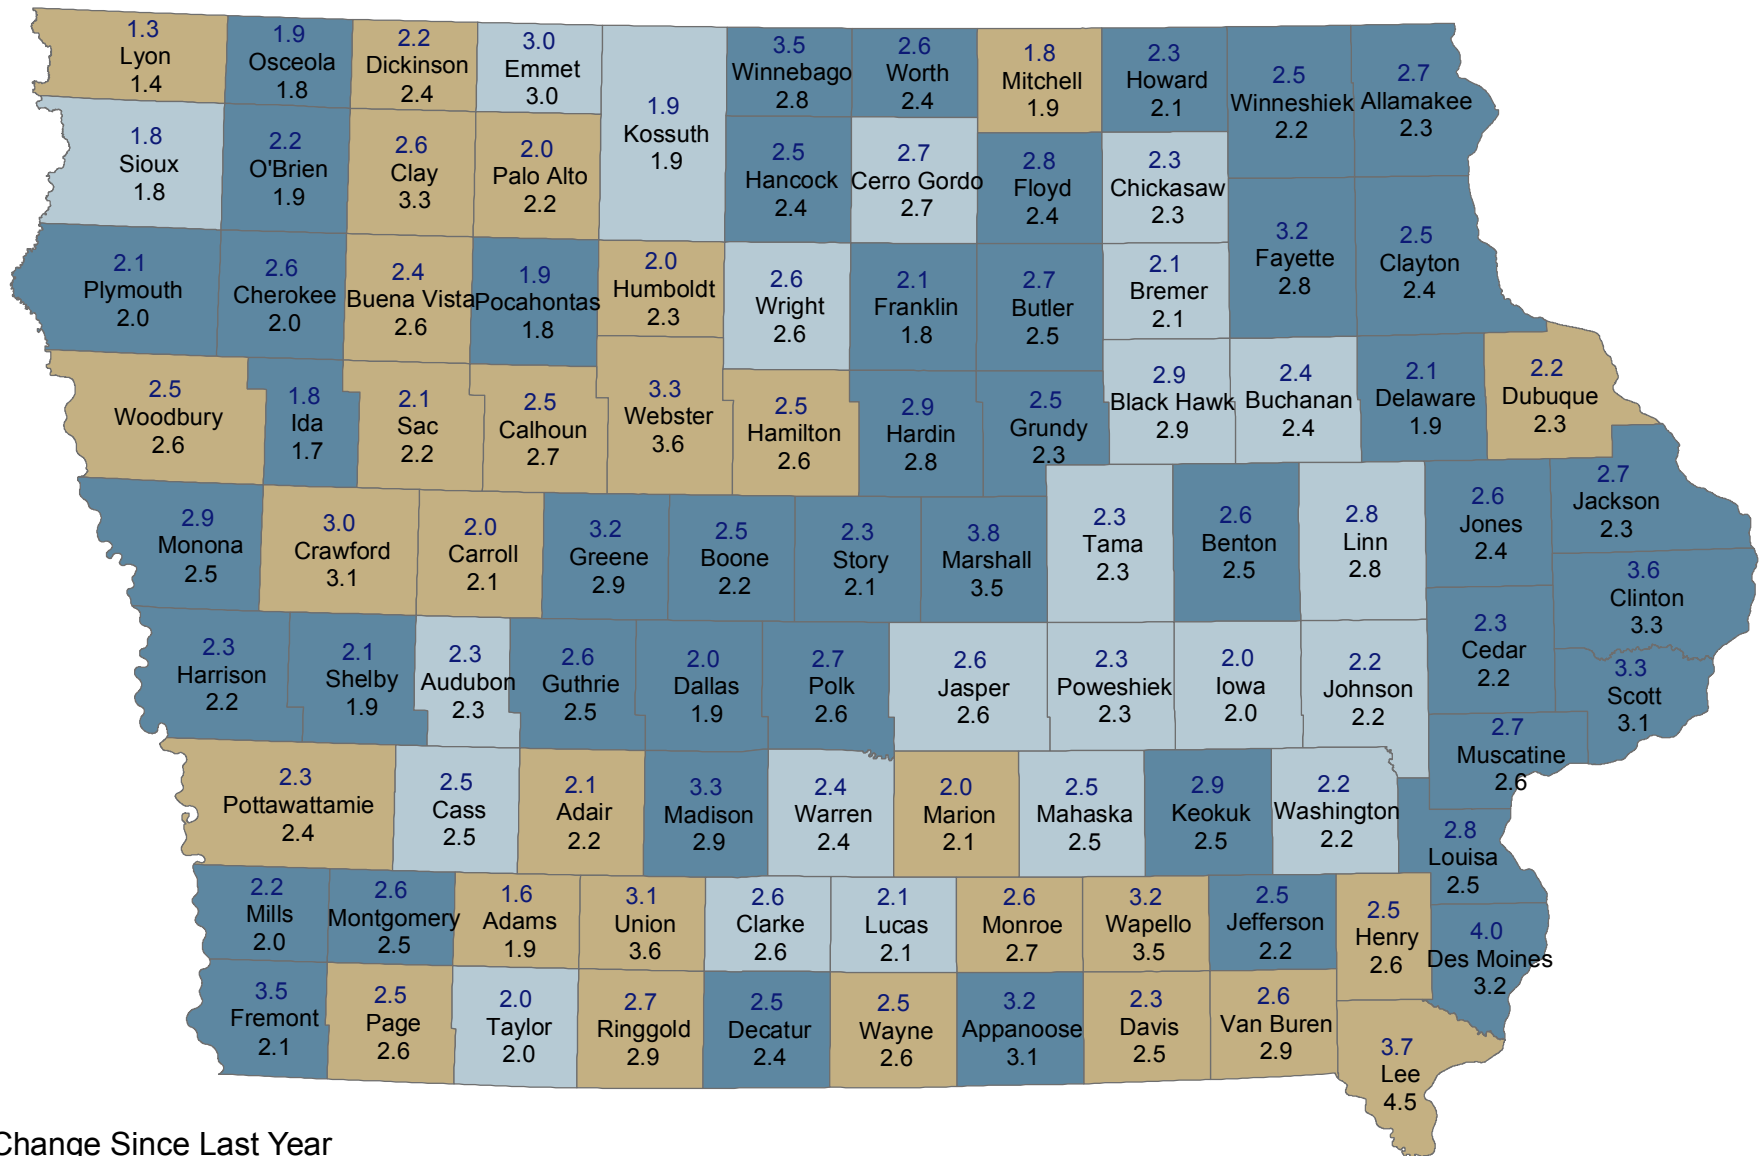 1.3
Lyon
1.4
1.9
Osceola
1.8
2.2
Dickinson
2.4
3.0
Emmet
3.0
1.9
Kossuth
1.9
3.5
Winnebago
2.8
2.6
Worth
2.4
1.8
Mitchell
1.9
2.3
Howard
2.1
2.5
Winneshiek
2.2
2.7
Allamakee
2.3
1.8
Sioux
1.8
2.2
O'Brien
1.9
2.6
Clay
3.3
2.0
Palo Alto
2.2
2.5
Hancock
2.4
2.7
Cerro Gordo
2.7
2.8
Floyd
2.4
2.3
Chickasaw
2.3
2.1
Plymouth
2.0
2.6
Cherokee
2.0
2.4
Buena Vista
2.6
1.9
Pocahontas
1.8
2.0
Humboldt
2.3
2.6
Wright
2.6
2.1
Franklin
1.8
2.7
Butler
2.5
2.1
Bremer
2.1
3.2
Fayette
2.8
2.5
Clayton
2.4
2.5
Woodbury
2.6
1.8
Ida
1.7
2.1
Sac
2.2
2.5
Calhoun
2.7
3.3
Webster
3.6
2.5
Hamilton
2.6
2.9
Hardin
2.8
2.5
Grundy
2.3
2.9
Black Hawk
2.9
2.4
Buchanan
2.4
2.1
Delaware
1.9
2.2
Dubuque
2.3
2.9
Monona
2.5
3.0
Crawford
3.1
2.0
Carroll
2.1
3.2
Greene
2.9
2.5
Boone
2.2
2.3
Story
2.1
3.8
Marshall
3.5
2.3
Tama
2.3
2.6
Benton
2.5
2.8
Linn
2.8
2.6
Jones
2.4
2.7
Jackson
2.3
3.6
Clinton
3.3
2.3
Harrison
2.2
2.1
Shelby
1.9
2.3
Audubon
2.3
2.6
Guthrie
2.5
2.0
Dallas
1.9
2.7
Polk
2.6
2.6
Jasper
2.6
2.3
Poweshiek
2.3
2.0
Iowa
2.0
2.2
Johnson
2.2
2.3
Cedar
2.2
3.3
Scott
3.1
2.7
Muscatine
2.6
2.3
Pottawattamie
2.4
2.5
Cass
2.5
2.1
Adair
2.2
3.3
Madison
2.9
2.4
Warren
2.4
2.0
Marion
2.1
2.5
Mahaska
2.5
2.9
Keokuk
2.5
2.2
Washington
2.2
2.8
Louisa
2.5
2.2
Mills
2.0
2.6
Montgomery
2.5
1.6
Adams
1.9
3.1
Union
3.6
2.6
Clarke
2.6
2.1
Lucas
2.1
2.6
Monroe
2.7
3.2
Wapello
3.5
2.5
Jefferson
2.2
2.5
Henry
2.6
4.0
Des Moines
3.2
3.5
Fremont
2.1
2.5
Page
2.6
2.0
Taylor
2.0
2.7
Ringgold
2.9
2.5
Decatur
2.4
2.5
Wayne
2.6
3.2
Appanoose
3.1
2.3
Davis
2.5
2.6
Van Buren
2.9
3.7
Lee
4.5
Change Since Last Year